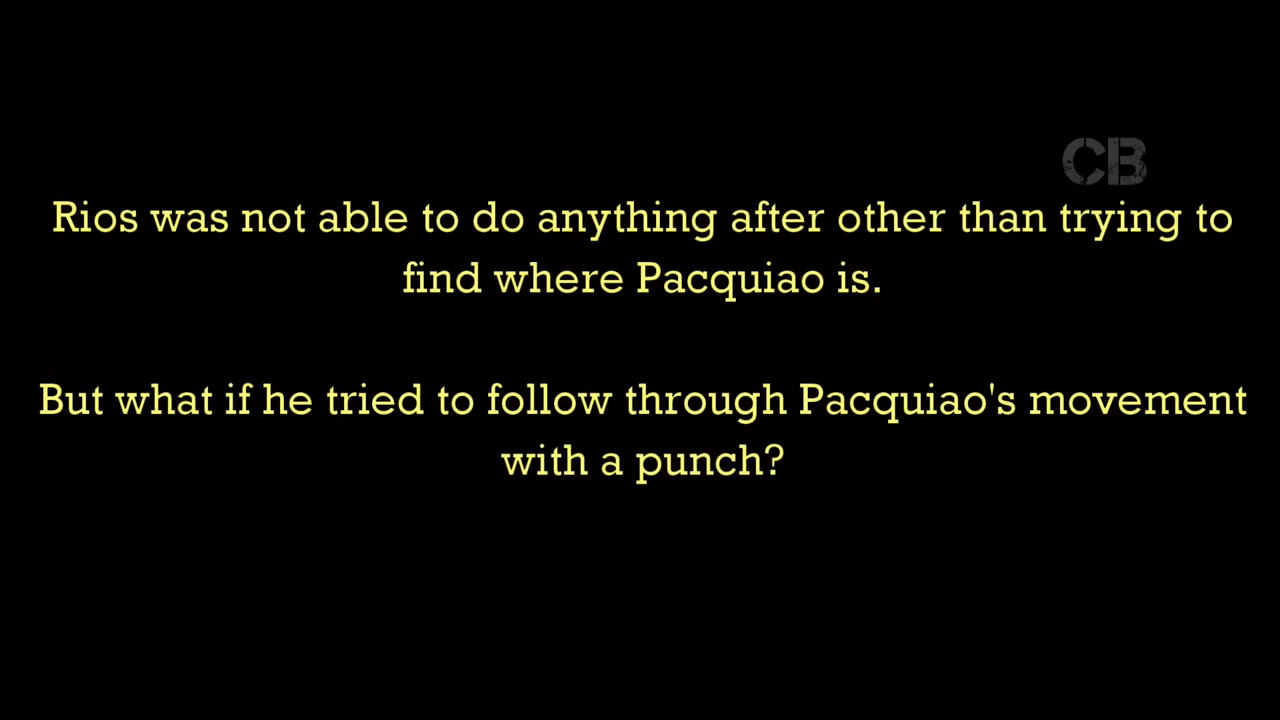 CB
Rios was not able to do anything after other than trying to
find where Pacquiao is.
But what if he tried to follow through Pacquiao's movement
with a punch?